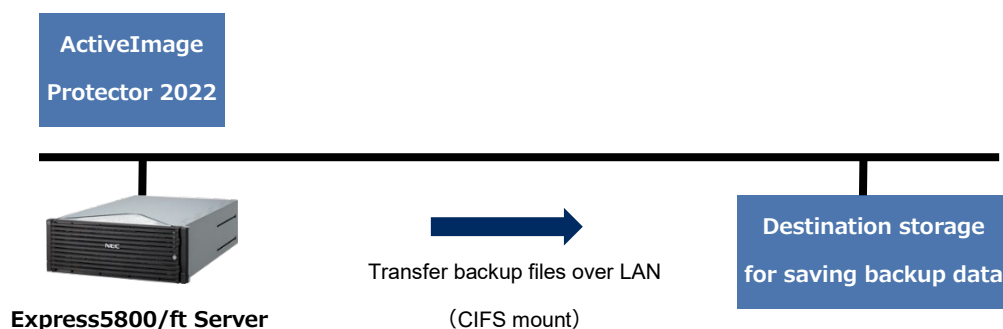 ActiveImage
Protector 2022
NEC
Transfer backup files over LAN
（CIFS mount）
Express5800/ft Server
Destination storage
for saving backup data